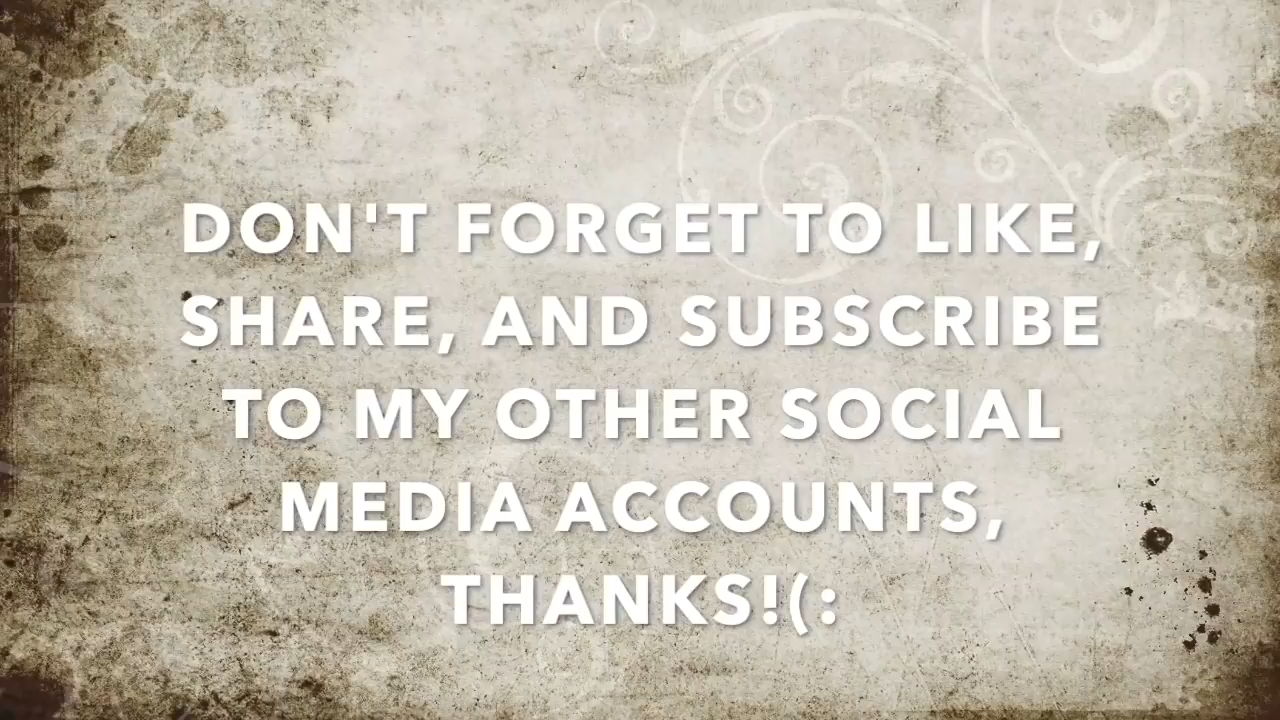 DON'T FORGET TO LIKE,
SHARE, AND SUBSCRIBE
TO MY OTHER SOCIAL
MEDIA ACCOUNTS,
THANKS!(: